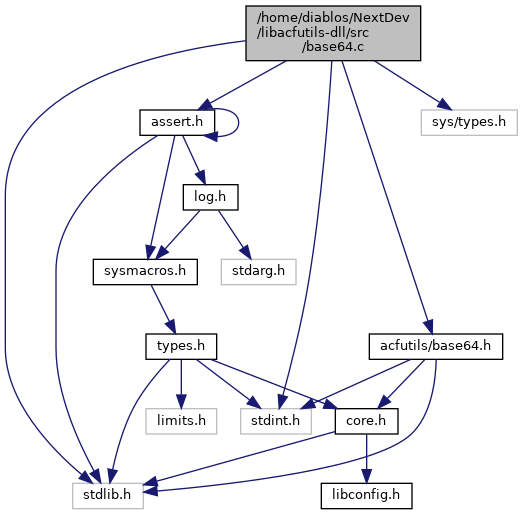 /home/diablos/NextDev
/libacfutils-dll/src
/base64.c
assert.h
sys/types.h
log.h
sysmacros.h
stdarg.h
types.h
acfutils/base64.h
limits.h
stdint.h
core.h
stdlib.h
libconfig.h